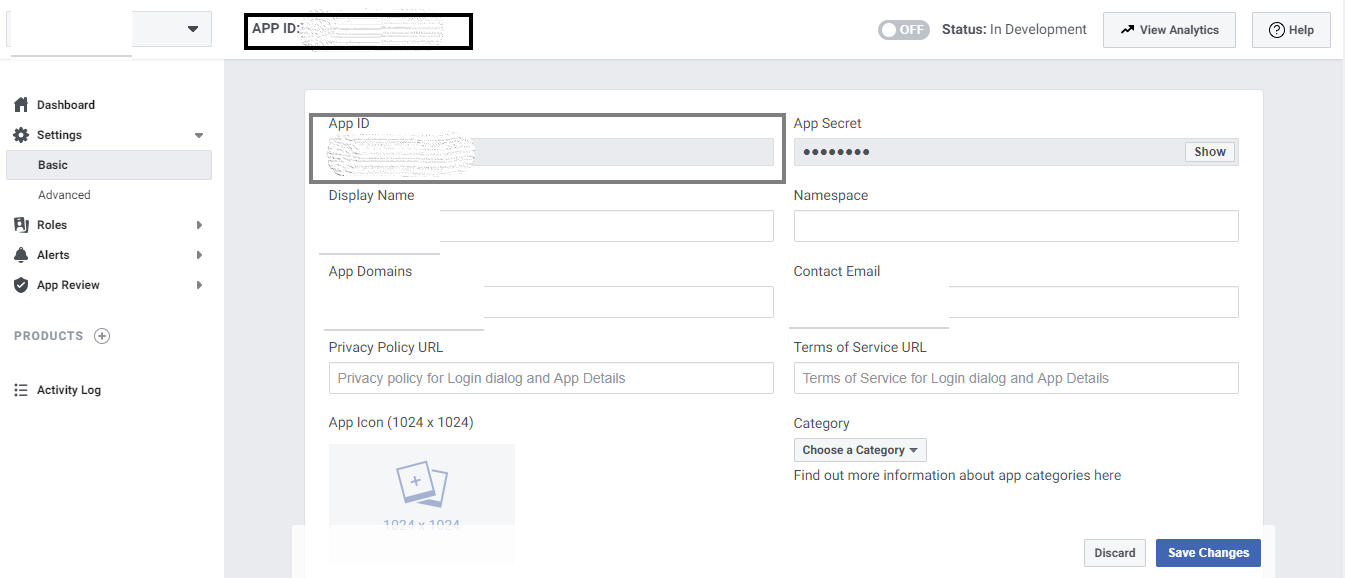 APP ID:
OFF
Status: In Development
View Analytics
Help
Dashboard
Settings
Basic
Advanced
Roles
Alerts
App Review
PRODUCTS
Activity Log
App ID
App Secret
●●●●●●●●
Show
Display Name
Namespace
App Domains
Contact Email
Privacy Policy URL
Terms of Service URL
Privacy policy for Login dialog and App Details
Terms of Service for Login dialog and App Details
App Icon (1024 x 1024)
Category
Choose a Category
Find out more information about app categories here
1024 x 1024
Discard
Save Changes